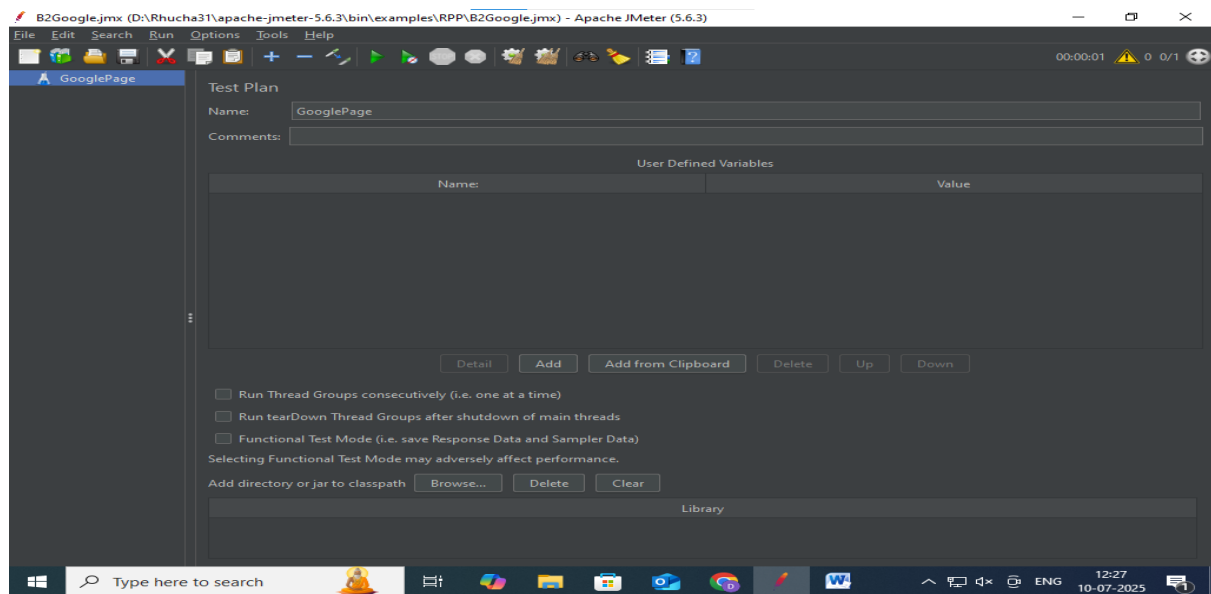 B2Google.jmx (D:\Rhucha31\apache-jmeter-5.6.3\bin\examples\RPP\B2Google.jmx) - Apache JMeter (5.6.3)
File Edit Search Run Options Tools Help
STOP 00:00:01 0 0/1
GooglePage
Test Plan
Name: GooglePage
Comments:
User Defined Variables
Name: Value
Detail Add Add from Clipboard Delete Up Down
Run Thread Groups consecutively (i.e. one at a time)
Run tearDown Thread Groups after shutdown of main threads
Functional Test Mode (i.e. save Response Data and Sampler Data)
Selecting Functional Test Mode may adversely affect performance.
Add directory or jar to classpath Browse... Delete Clear
Library
Type here to search ENG 12:27
10-07-2025 1